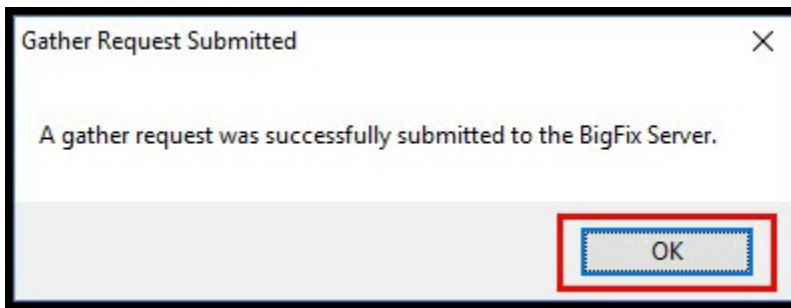 Gather Request Submitted
A gather request was successfully submitted to the BigFix Server.
OK